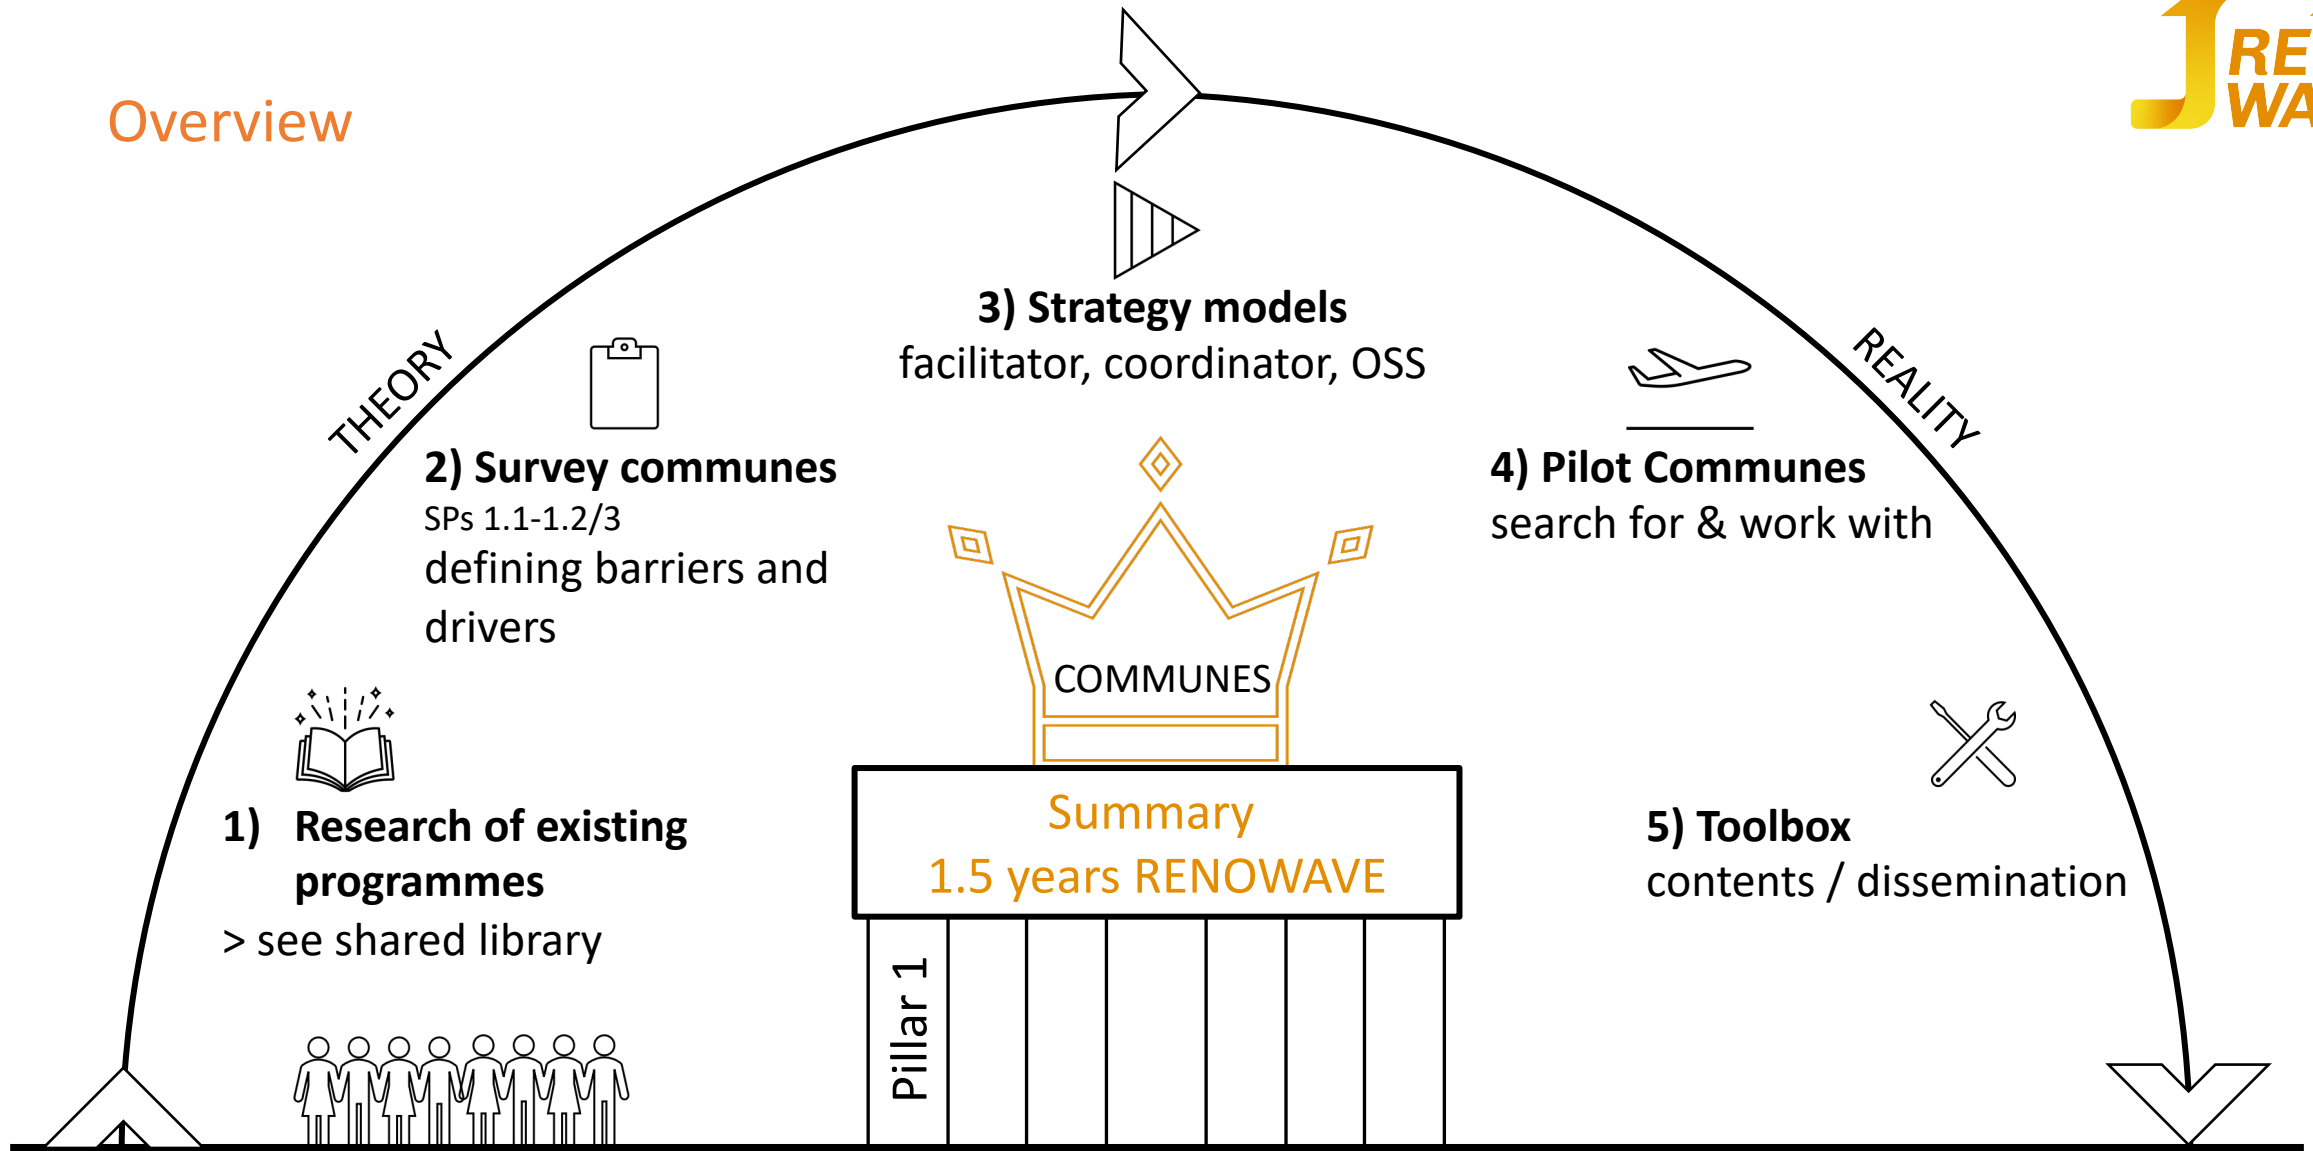 Overview
RE
WA
THEORY
REALITY
3) Strategy models
facilitator, coordinator, OSS
2) Survey communes
SPs 1.1-1.2/3
defining barriers and
drivers
4) Pilot Communes
search for & work with
COMMUNES
1) Research of existing
programmes
> see shared library
Summary
1.5 years RENOWAVE
5) Toolbox
contents / dissemination
Pillar 1